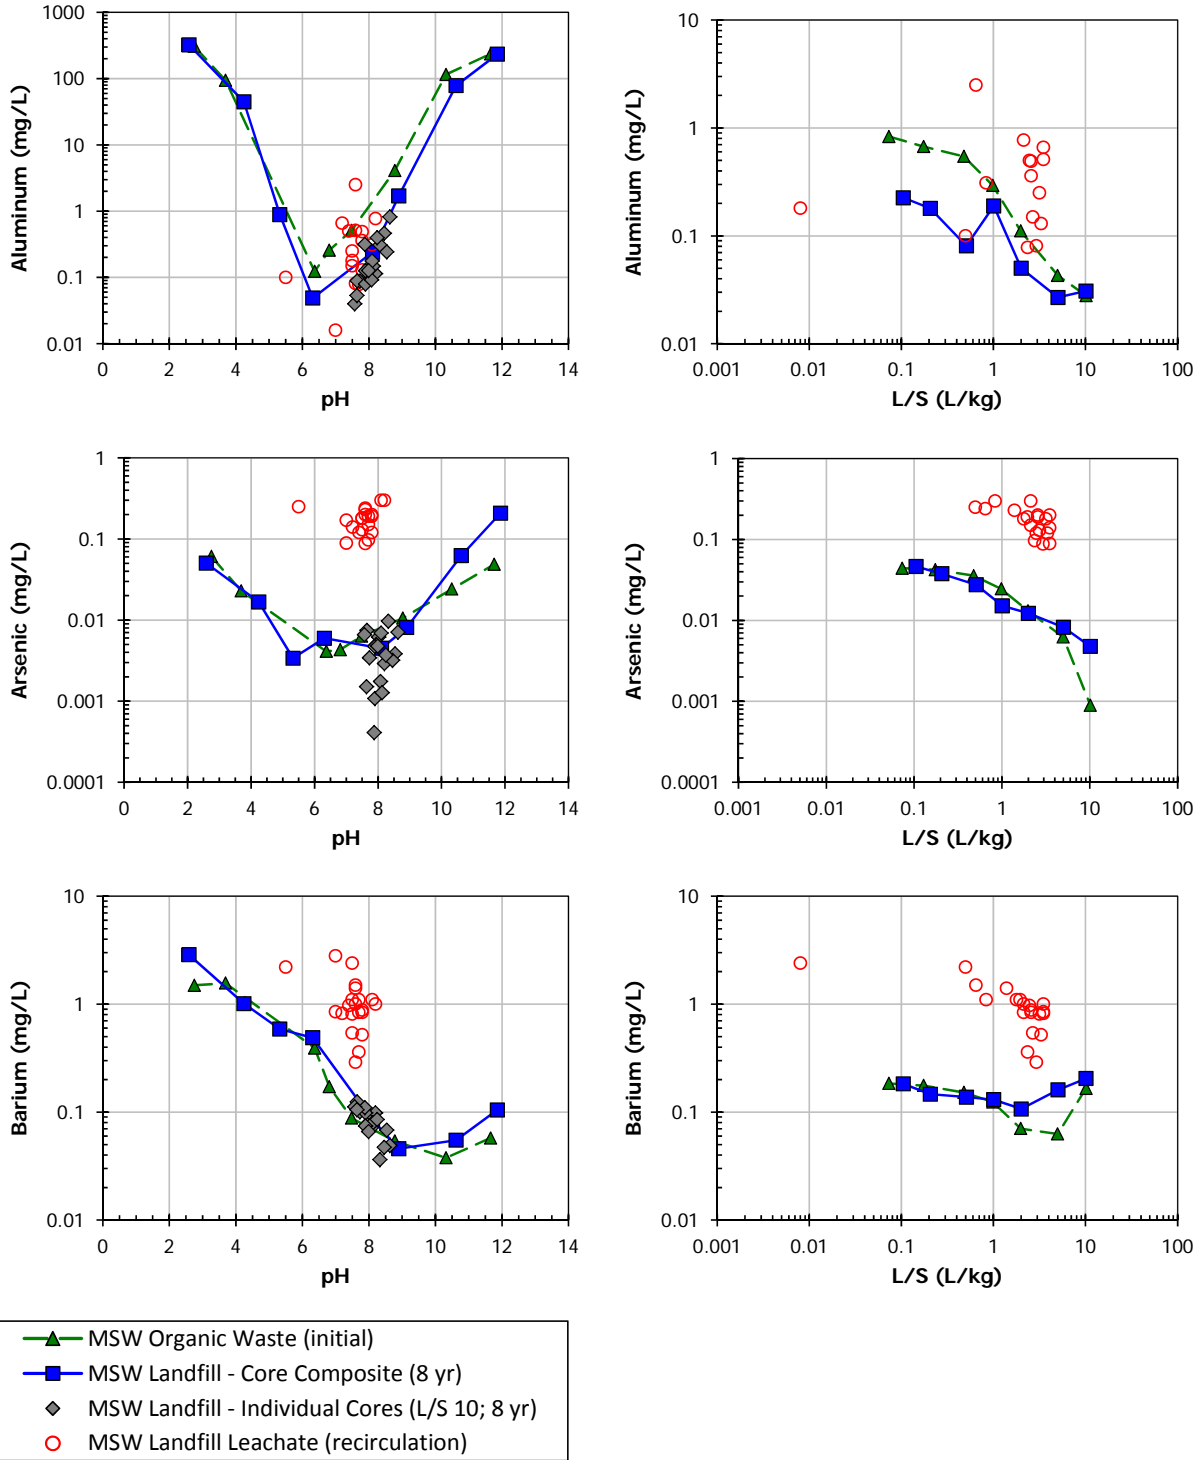 1000
100
10
1
0.1
0.01
Aluminum (mg/L)
0 2 4 6 8 10 12 14
pH
10
1
0.1
0.01
Aluminum (mg/L)
0.001 0.01 0.1 1 10 100
L/S (L/kg)
1
0.1
0.01
0.001
0.0001
Arsenic (mg/L)
0 2 4 6 8 10 12 14
pH
1
0.1
0.01
0.001
0.0001
Arsenic (mg/L)
0.001 0.01 0.1 1 10 100
L/S (L/kg)
10
1
0.1
0.01
Barium (mg/L)
0 2 4 6 8 10 12 14
pH
10
1
0.1
0.01
Barium (mg/L)
0.001 0.01 0.1 1 10 100
L/S (L/kg)
MSW Organic Waste (initial)
MSW Landfill - Core Composite (8 yr)
MSW Landfill - Individual Cores (L/S 10; 8 yr)
MSW Landfill Leachate (recirculation)